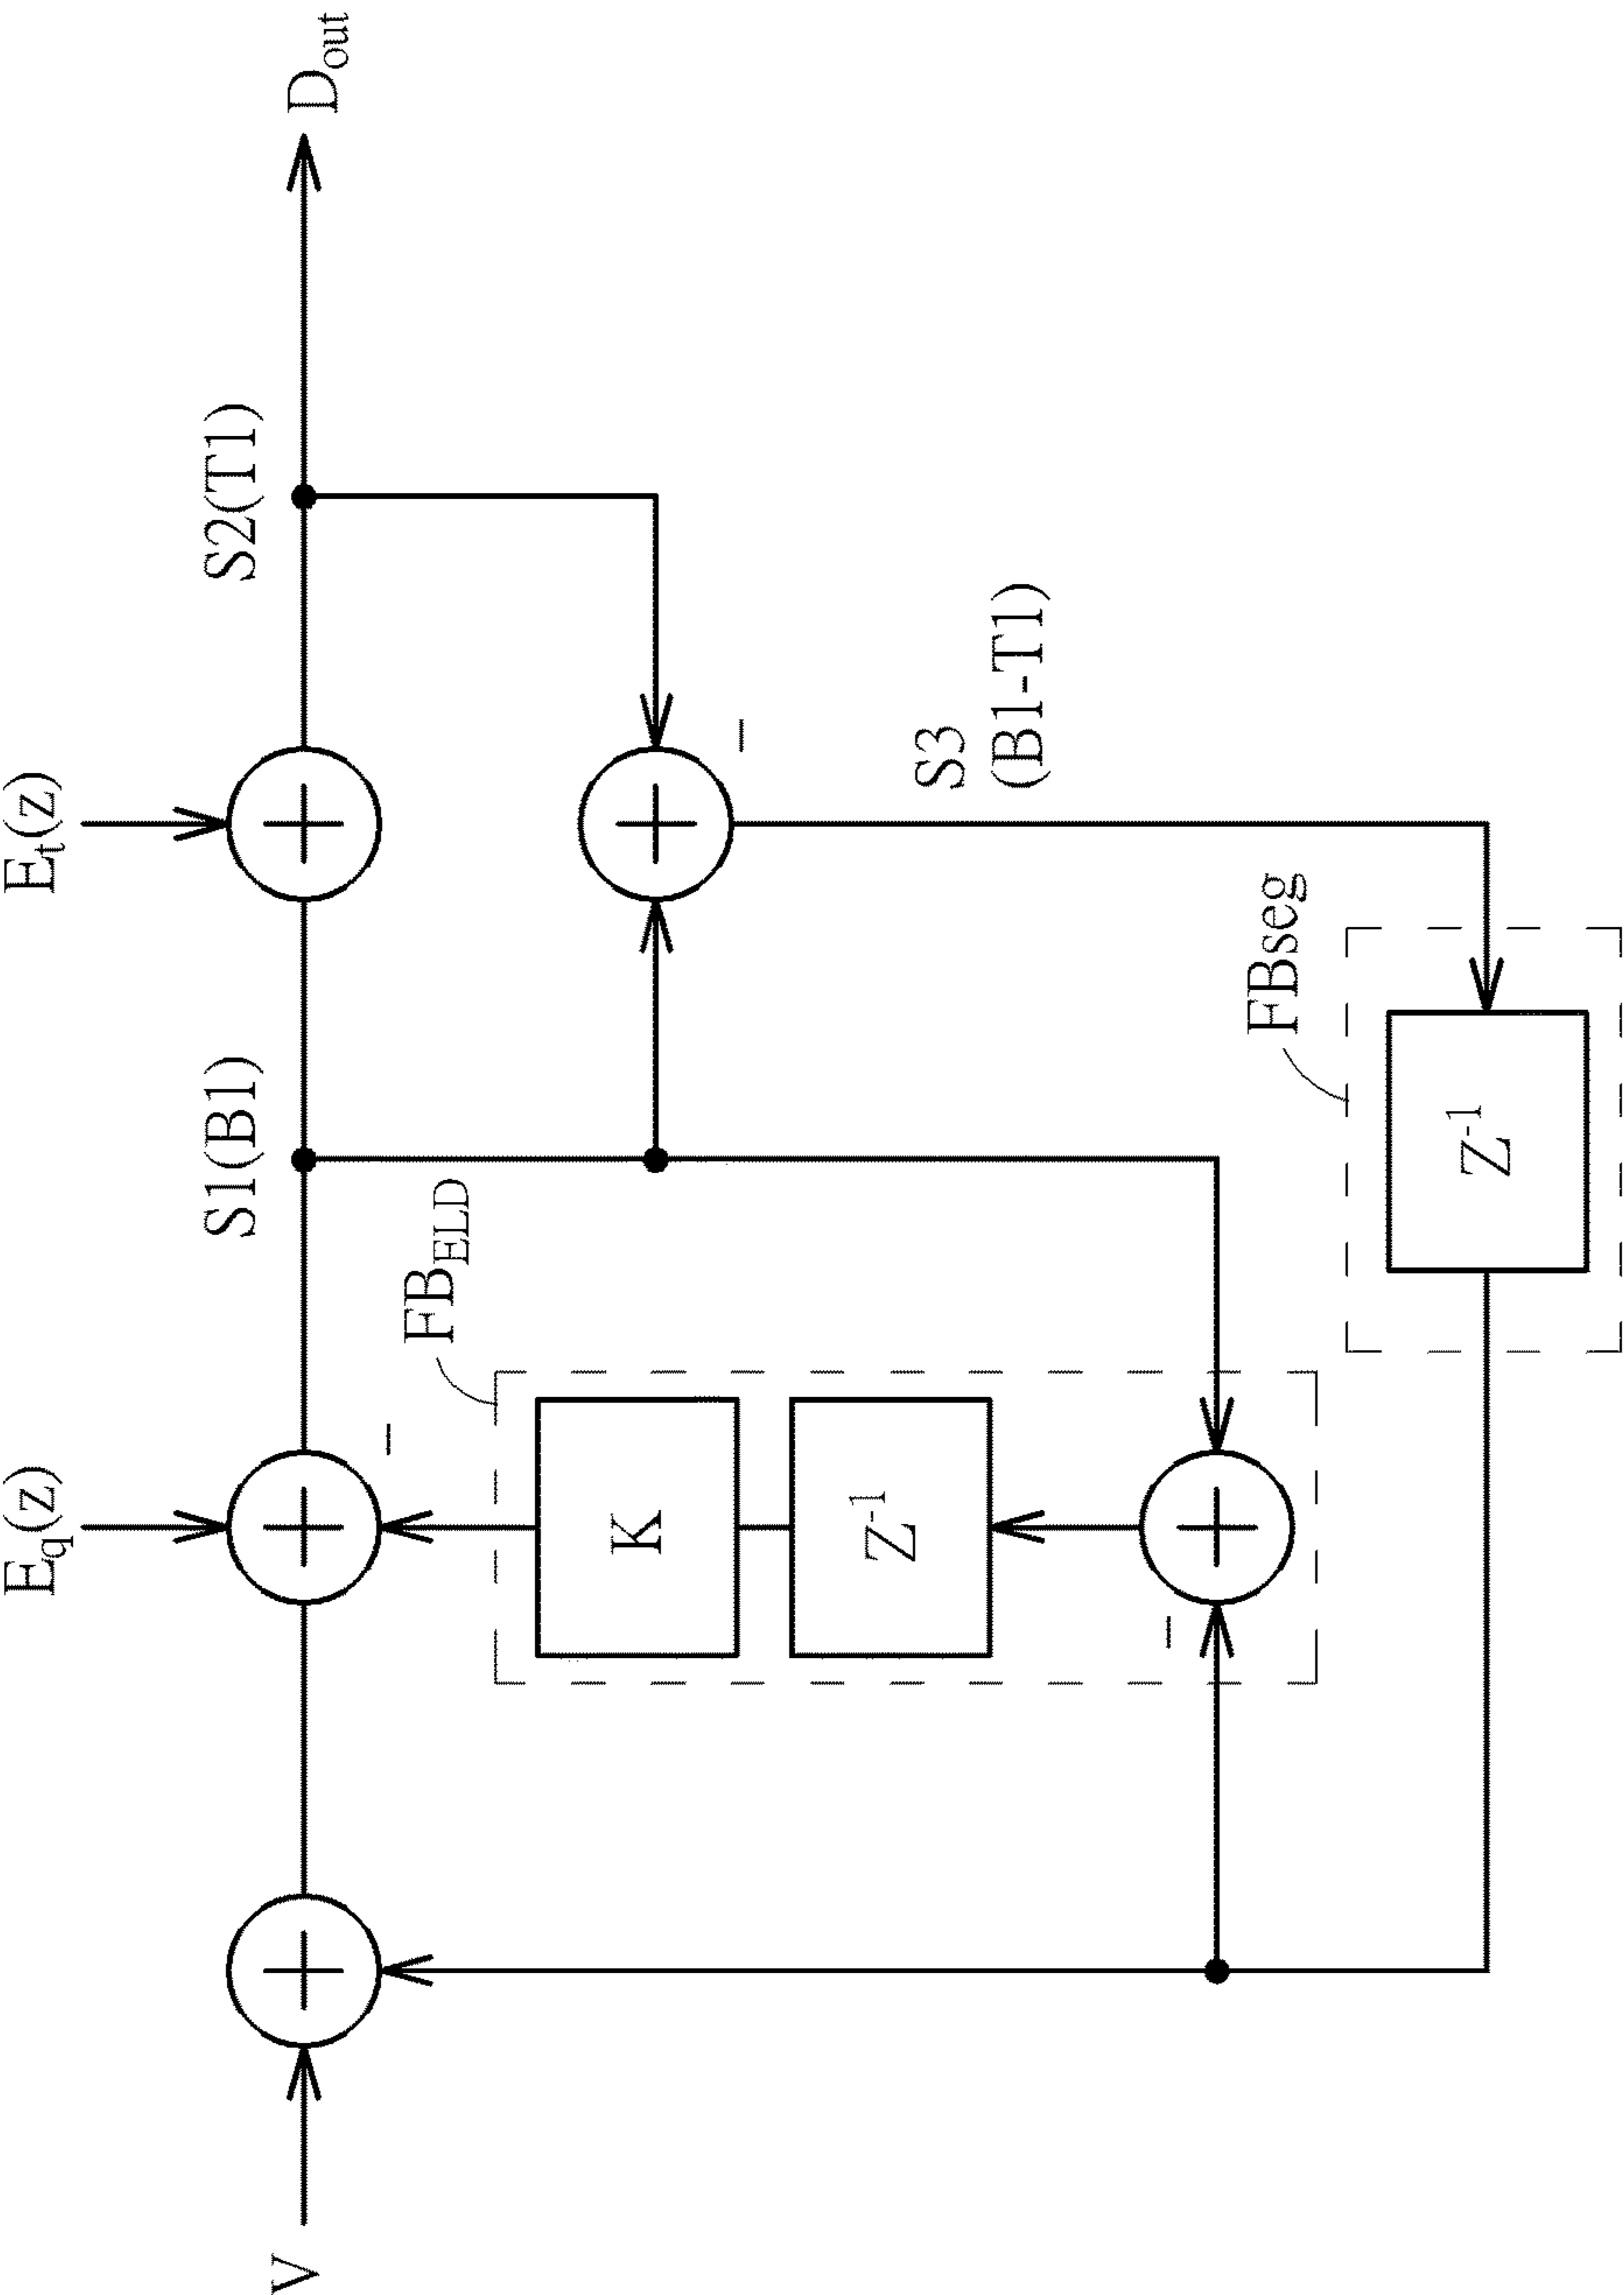 V
E_q(z)
E_t(z)
S1(B1)
S2(T1)
D_out
FB_ELD
K
Z^-1
S3
(B1-T1)
FBseg
Z^-1
+
+
+
+
+
-
-
-